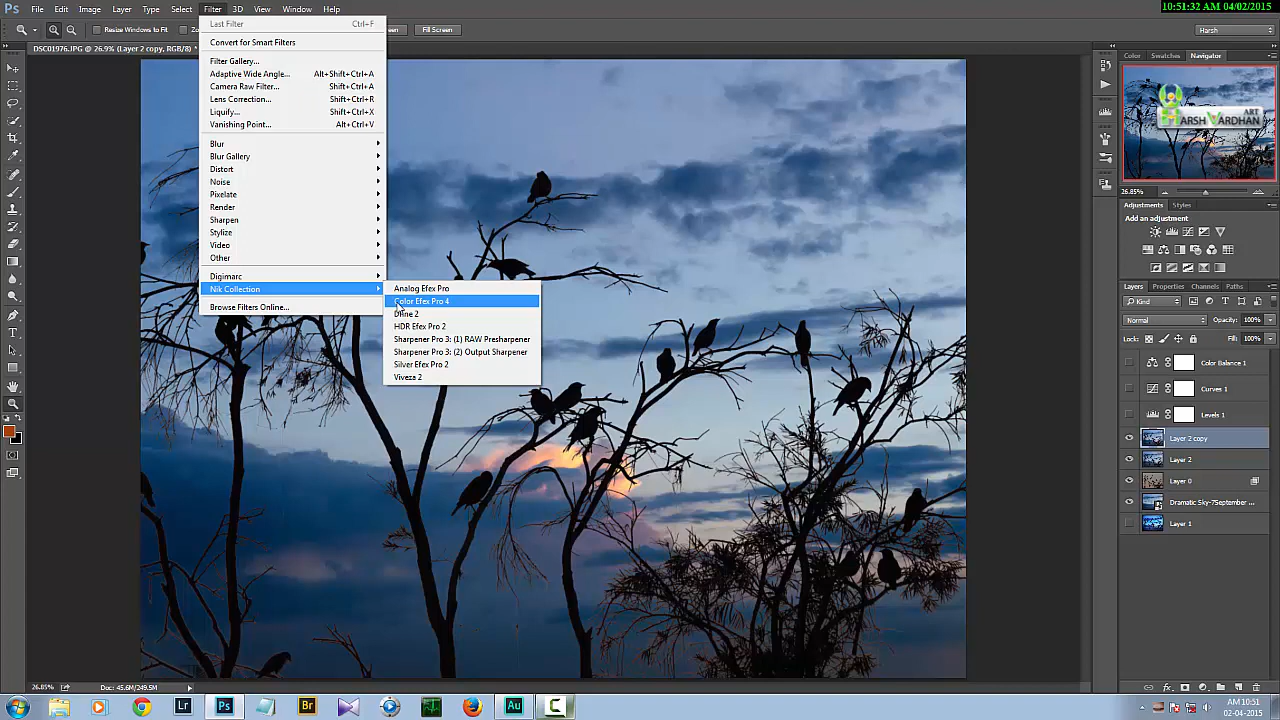 Ps File Edit Image Layer Type Select Filter 3D View Window Help
10:51:32 AM 04/02/2015
Resize Windows to Fit
Fill Screen
Harsh
DSC01976.JPG @ 26.9% (Layer 2 copy, RGB/8) *
Last Filter Ctrl+F
Convert for Smart Filters
Filter Gallery...
Adaptive Wide Angle... Alt+Shift+Ctrl+A
Camera Raw Filter... Shift+Ctrl+A
Lens Correction... Shift+Ctrl+R
Liquify... Shift+Ctrl+X
Vanishing Point... Alt+Ctrl+V
Blur
Blur Gallery
Distort
Noise
Pixelate
Render
Sharpen
Stylize
Video
Other
Digimarc
Nik Collection
Browse Filters Online...
Analog Efex Pro
Color Efex Pro 4
Dfine 2
HDR Efex Pro 2
Sharpener Pro 3: (1) RAW Presharpener
Sharpener Pro 3: (2) Output Sharpener
Silver Efex Pro 2
Viveza 2
Color Swatches Navigator
ART
HARSH VARDHAN
26.85%
Adjustments Styles
Add an adjustment
Layers Properties Channels Paths
Kind
Normal Opacity: 100%
Lock: Fill: 100%
Color Balance 1
Curves 1
Levels 1
Layer 2 copy
Layer 2
Layer 0
Dramatic Sky-7September ...
Layer 1
26.85% Doc: 45.6M/249.5M
Lr Ps Br Au C
AM 10:51
02-04-2015